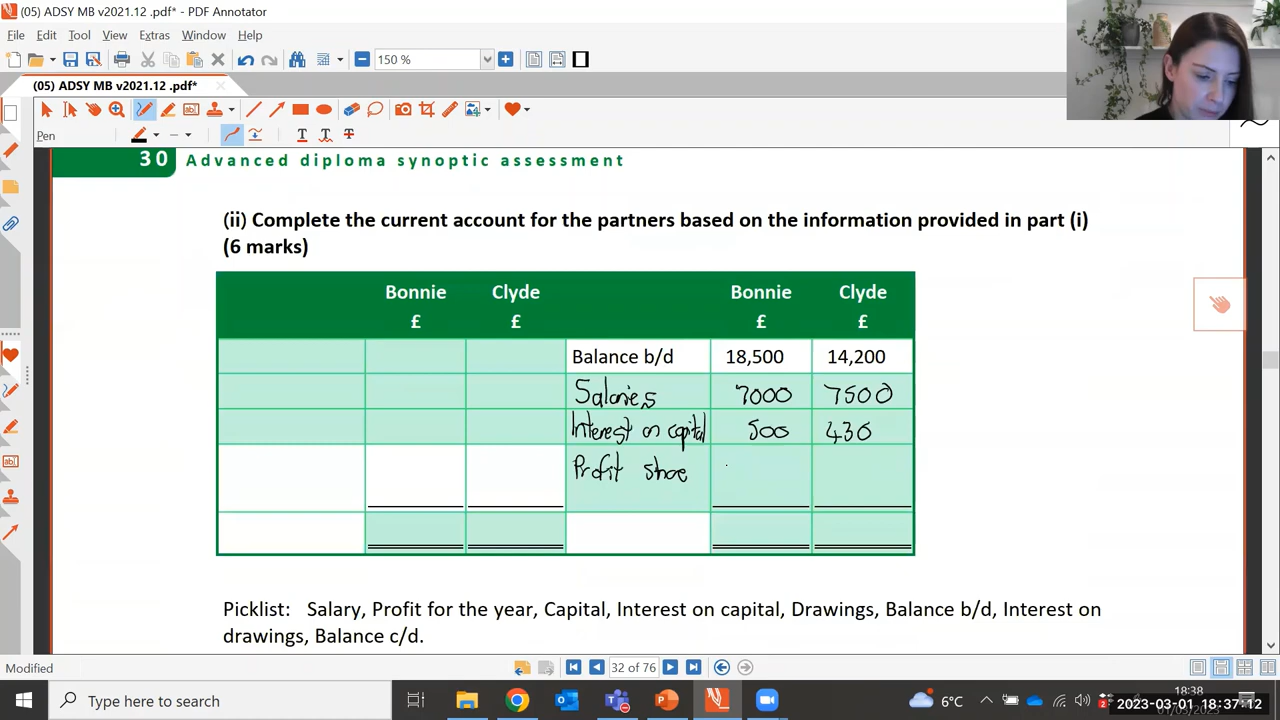 (05) ADSY MB v2021.12 .pdf* - PDF Annotator
File Edit Tool View Extras Window Help
150 %
(05) ADSY MB v2021.12 .pdf*
Pen
30 Advanced diploma synoptic assessment
(ii) Complete the current account for the partners based on the information provided in part (i)
(6 marks)
Bonnie Clyde Bonnie Clyde
£ £ £ £
Balance b/d 18,500 14,200
Salaries 7000 7500
Interest on capital 500 430
Profit share
Picklist: Salary, Profit for the year, Capital, Interest on capital, Drawings, Balance b/d, Interest on
drawings, Balance c/d.
Modified 32 of 76
Type here to search 6°C 18:38
2023-03-01 18:37:12